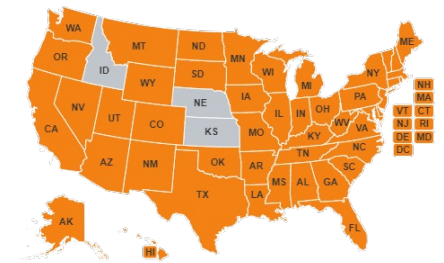 WA
MT
ND
MN
ME
OR
ID
WY
SD
WI
MI
NY
NH
MA
NV
UT
CO
NE
IA
IL
IN
OH
PA
VT CT
NJ RI
DE MD
DC
CA
KS
MO
KY
WV
VA
AZ
NM
OK
AR
TN
NC
SC
TX
LA
MS
AL
GA
FL
AK
HI